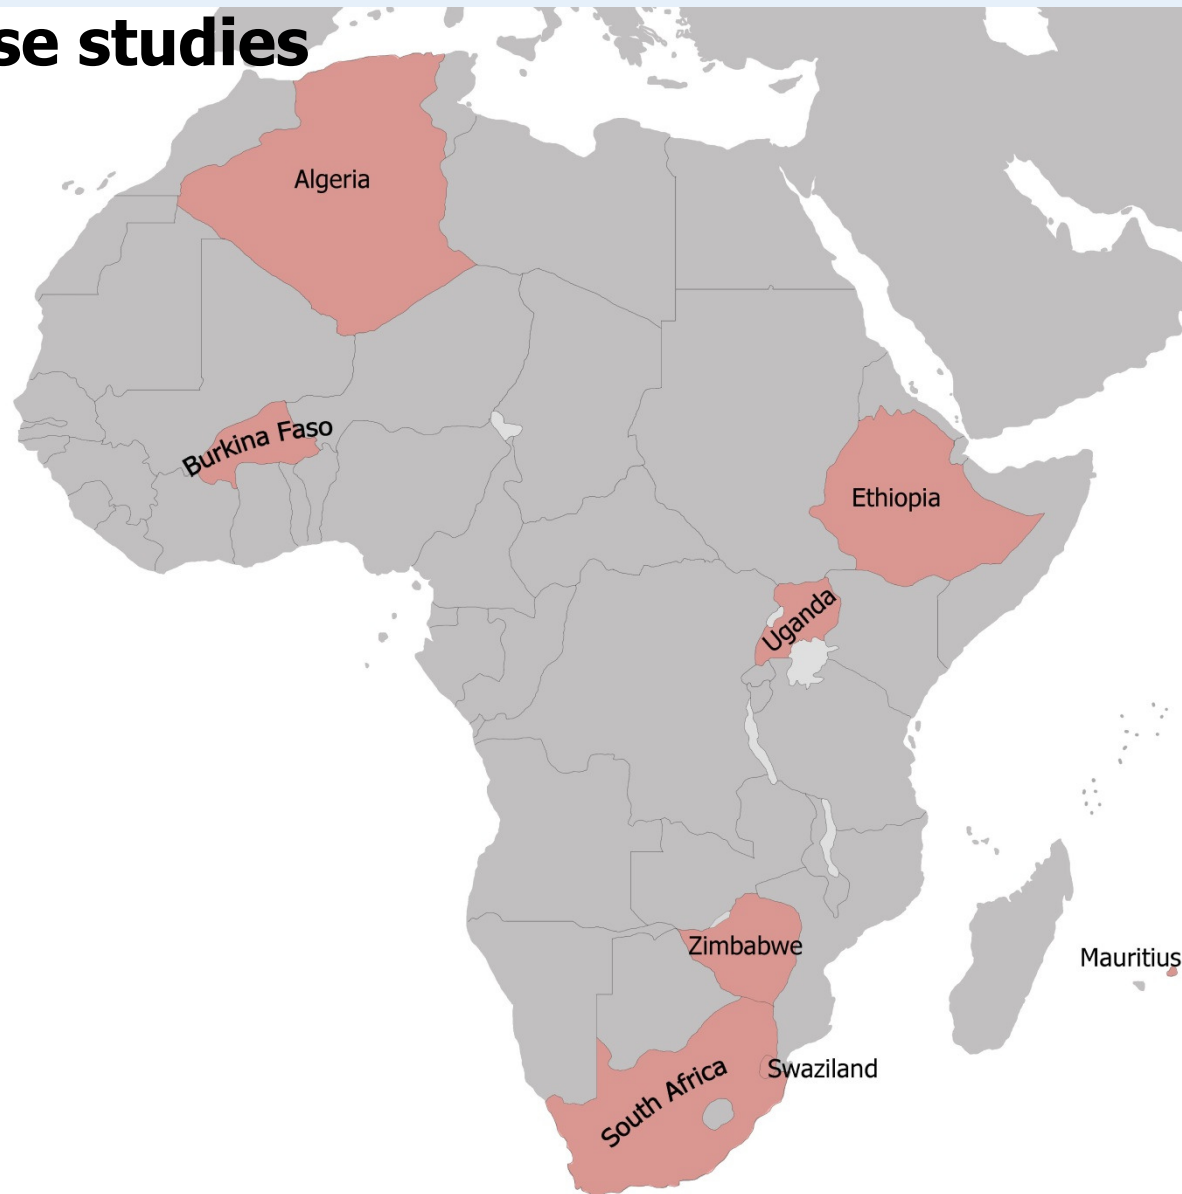 se studies
Algeria
Burkina Faso
Ethiopia
Uganda
Zimbabwe
Mauritius
Swaziland
South Africa